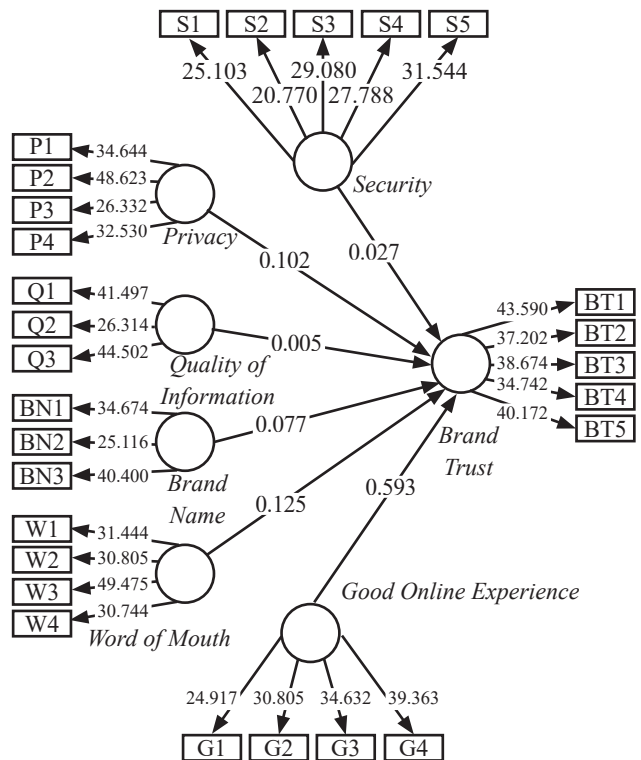 S1 S2 S3 S4 S5
25.103 20.770 29.080 27.788 31.544
Security
P1 34.644
P2 48.623
P3 26.332
P4 32.530
Privacy
0.102
0.027
Q1 41.497
Q2 26.314
Q3 44.502
Quality of
Information
0.005
BN1 34.674
BN2 25.116
BN3 40.400
Brand
Name
0.077
W1 31.444
W2 30.805
W3 49.475
W4 30.744
Word of Mouth
0.125
43.590 BT1
37.202 BT2
38.674 BT3
34.742 BT4
40.172 BT5
Brand
Trust
0.593
Good Online Experience
24.917 30.805 34.632 39.363
G1 G2 G3 G4